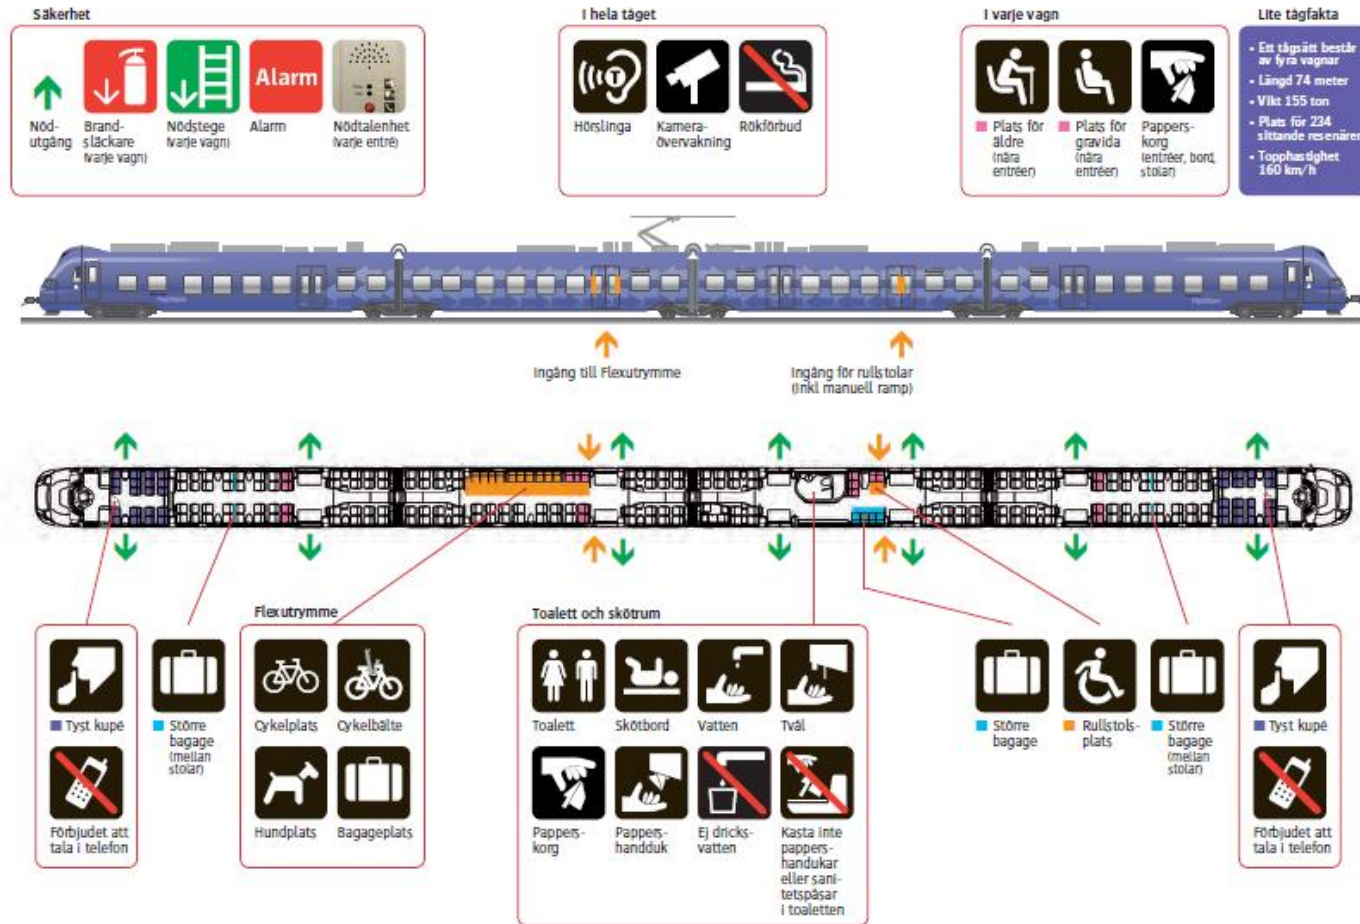 Säkerhet
Nöd-
utgång
Brand-
släckare
(varje vagn)
Nödstege
(varje vagn)
Alarm
Alarm
Nödtalenhet
(varje entré)
I hela tåget
T
Hörslinga
Kamera-
övervakning
Rökförbud
I varje vagn
Plats för
äldre
(nära
entréer)
Plats för
gravida
(nära
entréer)
Pappers-
korg
(entréer, bord,
stolar)
Lite tågfakta
• Ett tågsätt består
av fyra vagnar
• Längd 74 meter
• Vikt 155 ton
• Plats för 234
sittande resenärer
• Topphastighet
160 km/h
Ingång till Flexutrymme
Ingång för rullstolar
(Inkl manuell ramp)
Tyst kupé
Förbjudet att
tala i telefon
Större
bagage
(mellan
stolar)
Flexutrymme
Cykelplats
Cykelbälte
Hundplats
Bagageplats
Toalett och skötrum
Toalett
Skötbord
Vatten
Tvål
Pappers-
korg
Pappers-
handduk
Ej dricks-
vatten
Kasta inte
pappers-
handukar
eller sani-
tetspåsar
i toaletten
Större
bagage
Rullstols-
plats
Större
bagage
(mellan
stolar)
Tyst kupé
Förbjudet att
tala i telefon